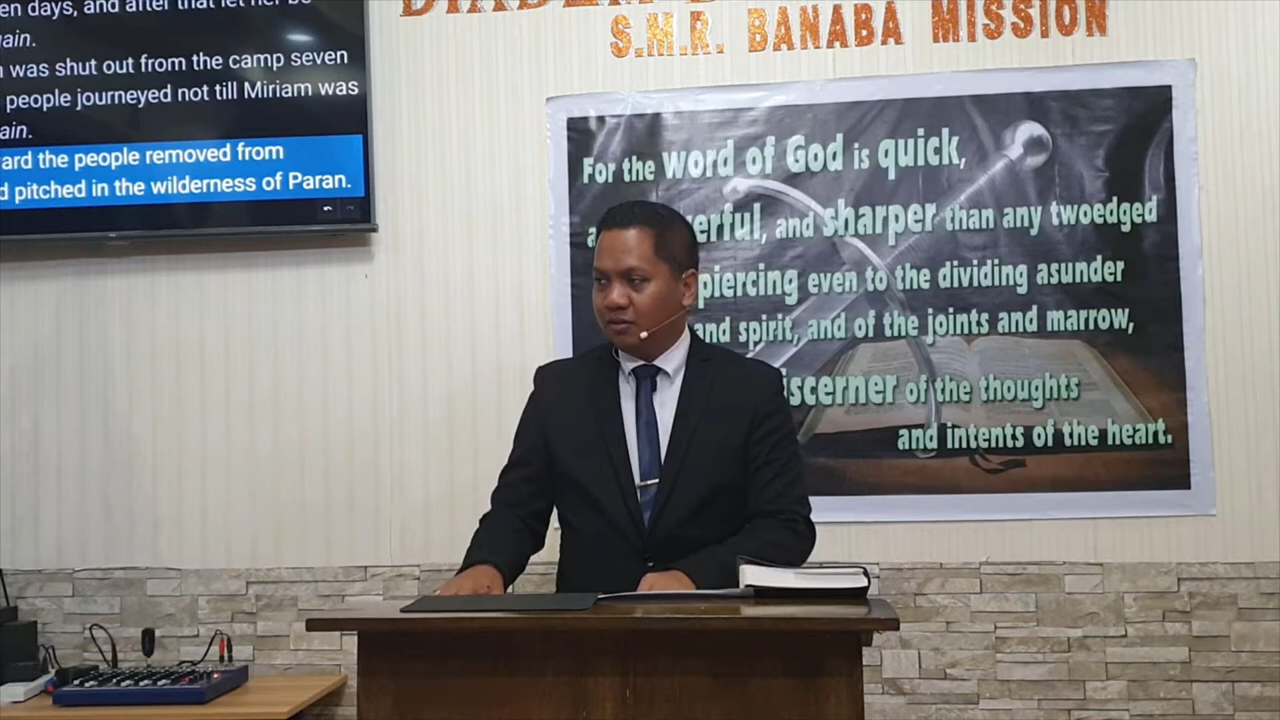 en days, and after that let her be
ain.
was shut out from the camp seven
people journeyed not till Miriam was
ain.
ard the people removed from
d pitched in the wilderness of Paran.
S.M.R. BANABA MISSION
For the word of God is quick,
a erful, and sharper than any twoedged
piercing even to the dividing asunder
and spirit, and of the joints and marrow,
iscerner of the thoughts
and intents of the heart.